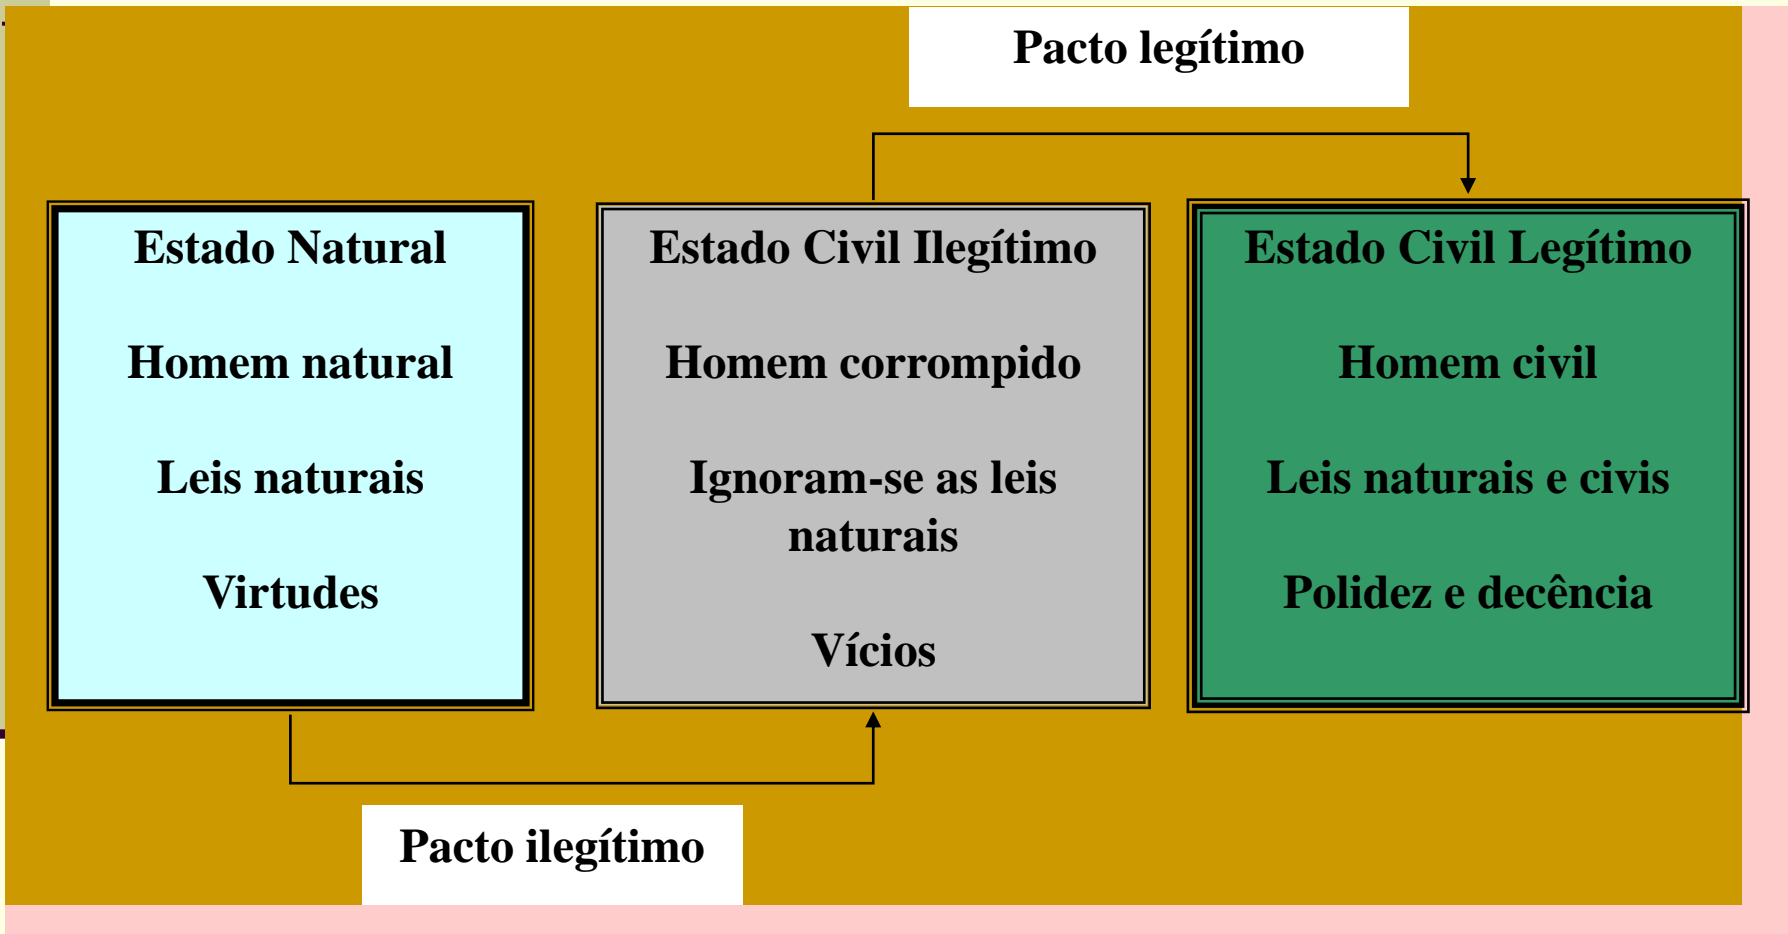 Pacto legítimo
Estado Natural
Homem natural
Leis naturais
Virtudes
Estado Civil Ilegítimo
Homem corrompido
Ignoram-se as leis
naturais
Vícios
Estado Civil Legítimo
Homem civil
Leis naturais e civis
Polidez e decência
Pacto ilegítimo